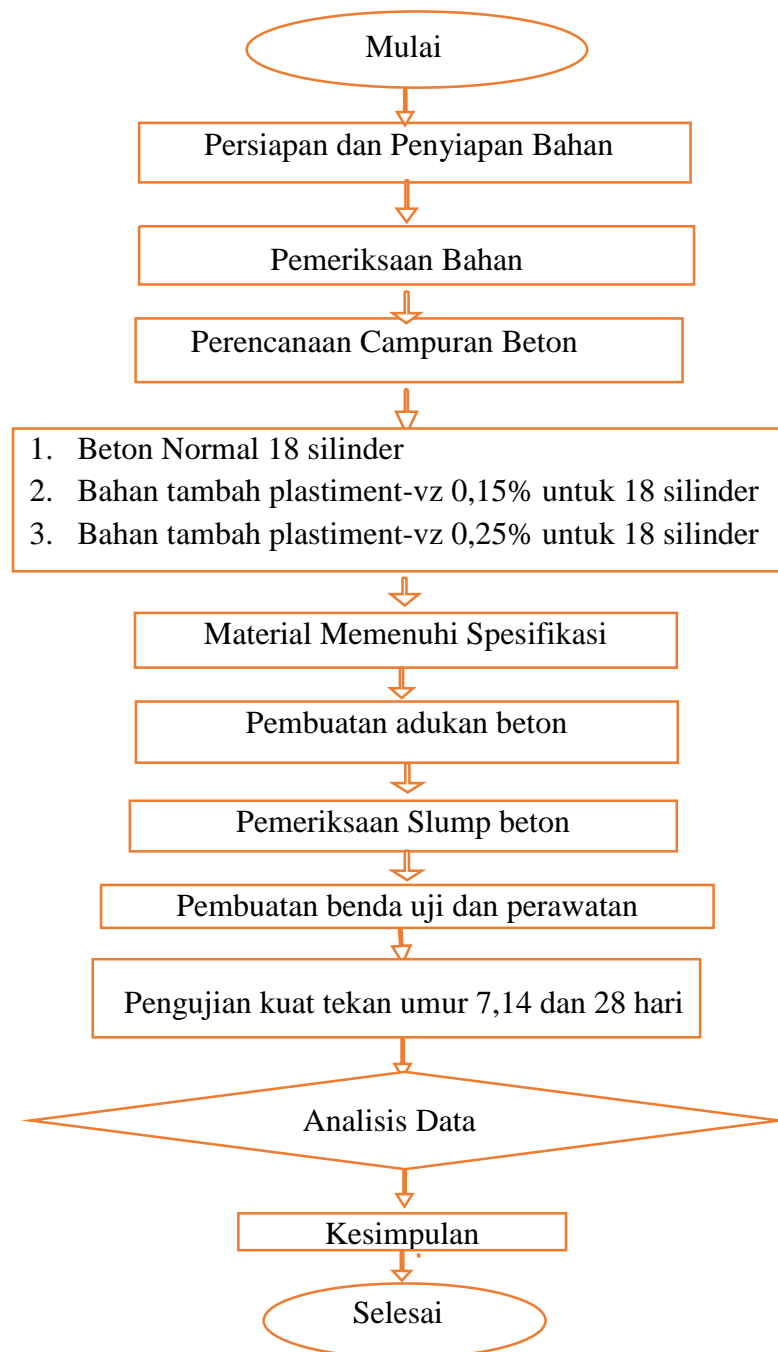 Mulai
Persiapan dan Penyiapan Bahan
Pemeriksaan Bahan
Perencanaan Campuran Beton
1. Beton Normal 18 silinder
2. Bahan tambah plastiment-vz 0,15% untuk 18 silinder
3. Bahan tambah plastiment-vz 0,25% untuk 18 silinder
Material Memenuhi Spesifikasi
Pembuatan adukan beton
Pemeriksaan Slump beton
Pembuatan benda uji dan perawatan
Pengujian kuat tekan umur 7,14 dan 28 hari
Analisis Data
Kesimpulan
Selesai